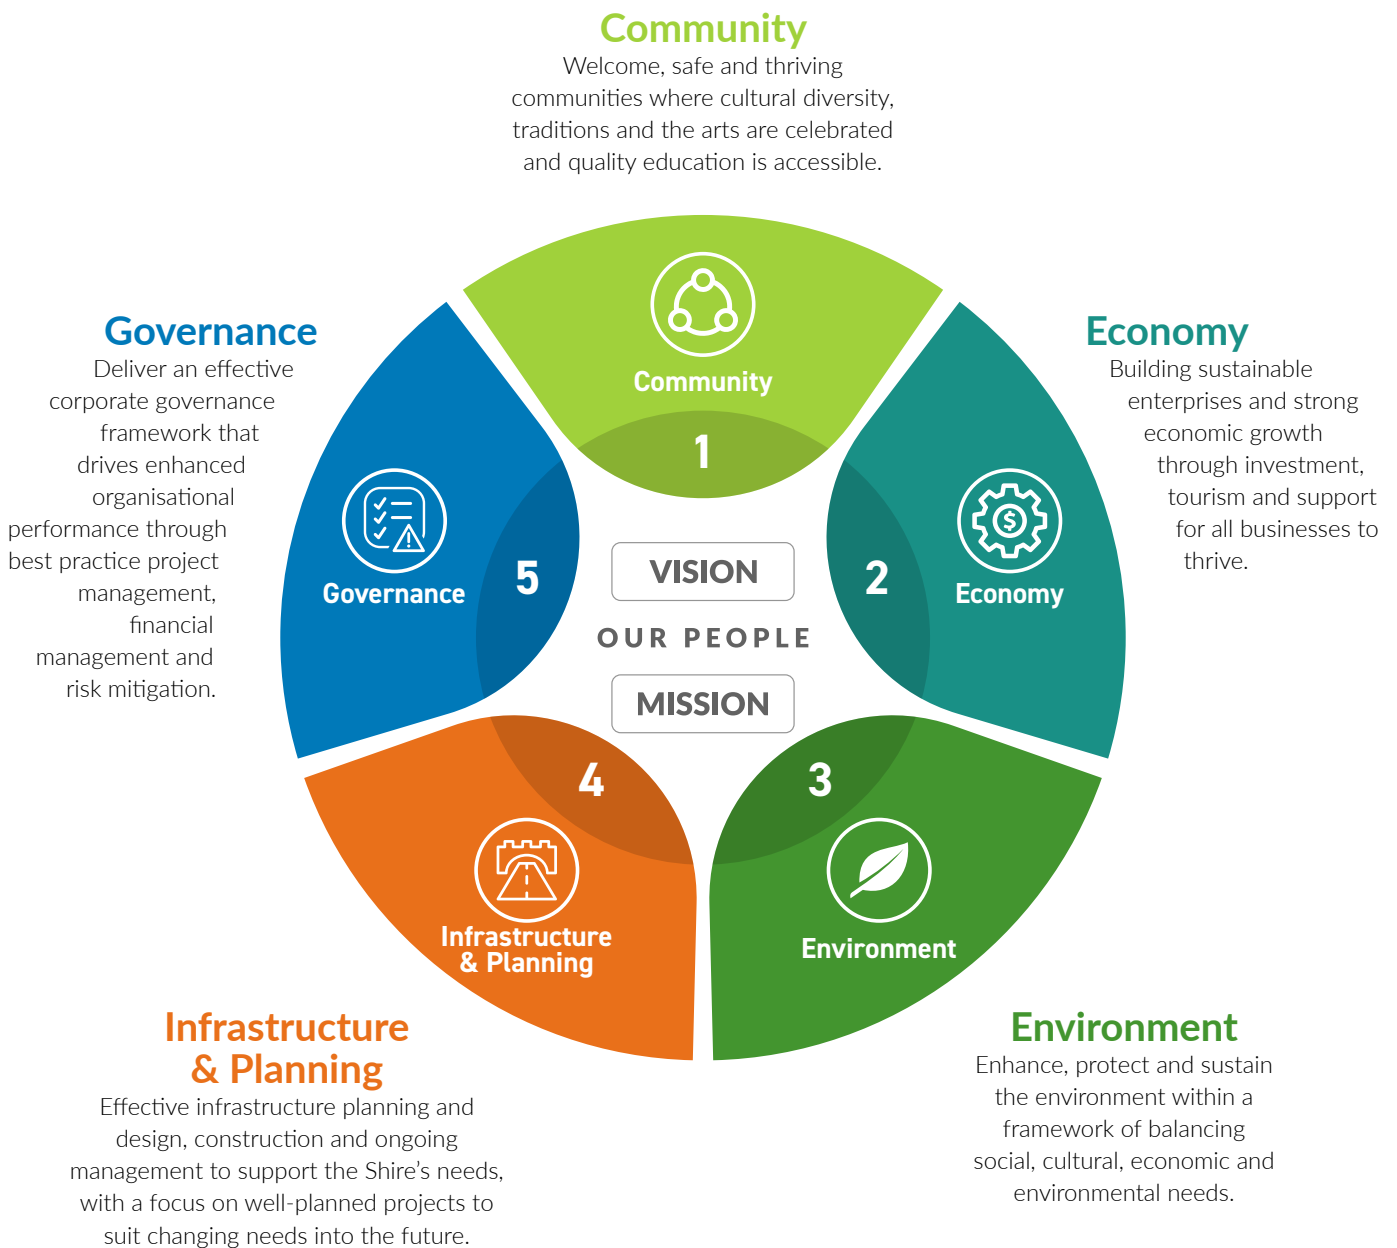 Community
Welcome, safe and thriving
communities where cultural diversity,
traditions and the arts are celebrated
and quality education is accessible.
Governance
Deliver an effective
corporate governance
framework that
drives enhanced
organisational
performance through
best practice project
management,
financial
management and
risk mitigation.
Economy
Building sustainable
enterprises and strong
economic growth
through investment,
tourism and support
for all businesses to
thrive.
Community
1
Governance
5
2
Economy
VISION
OUR PEOPLE
MISSION
4
3
Infrastructure
& Planning
Environment
Infrastructure
& Planning
Effective infrastructure planning and
design, construction and ongoing
management to support the Shire’s needs,
with a focus on well-planned projects to
suit changing needs into the future.
Environment
Enhance, protect and sustain
the environment within a
framework of balancing
social, cultural, economic and
environmental needs.